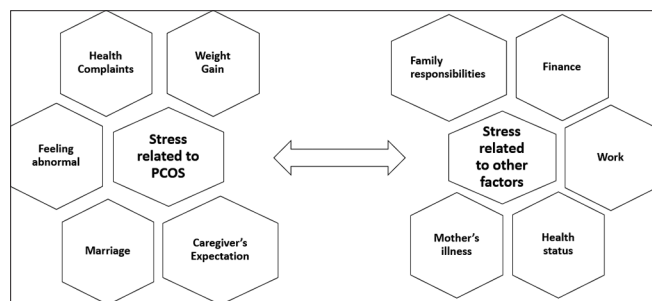 Health
Complaints
Weight
Gain
Feeling
abnormal
Stress
related to
PCOS
Marriage
Caregiver's
Expectation
Family
responsibilities
Finance
Stress
related
to other
factors
Work
Mother's
illness
Health
status